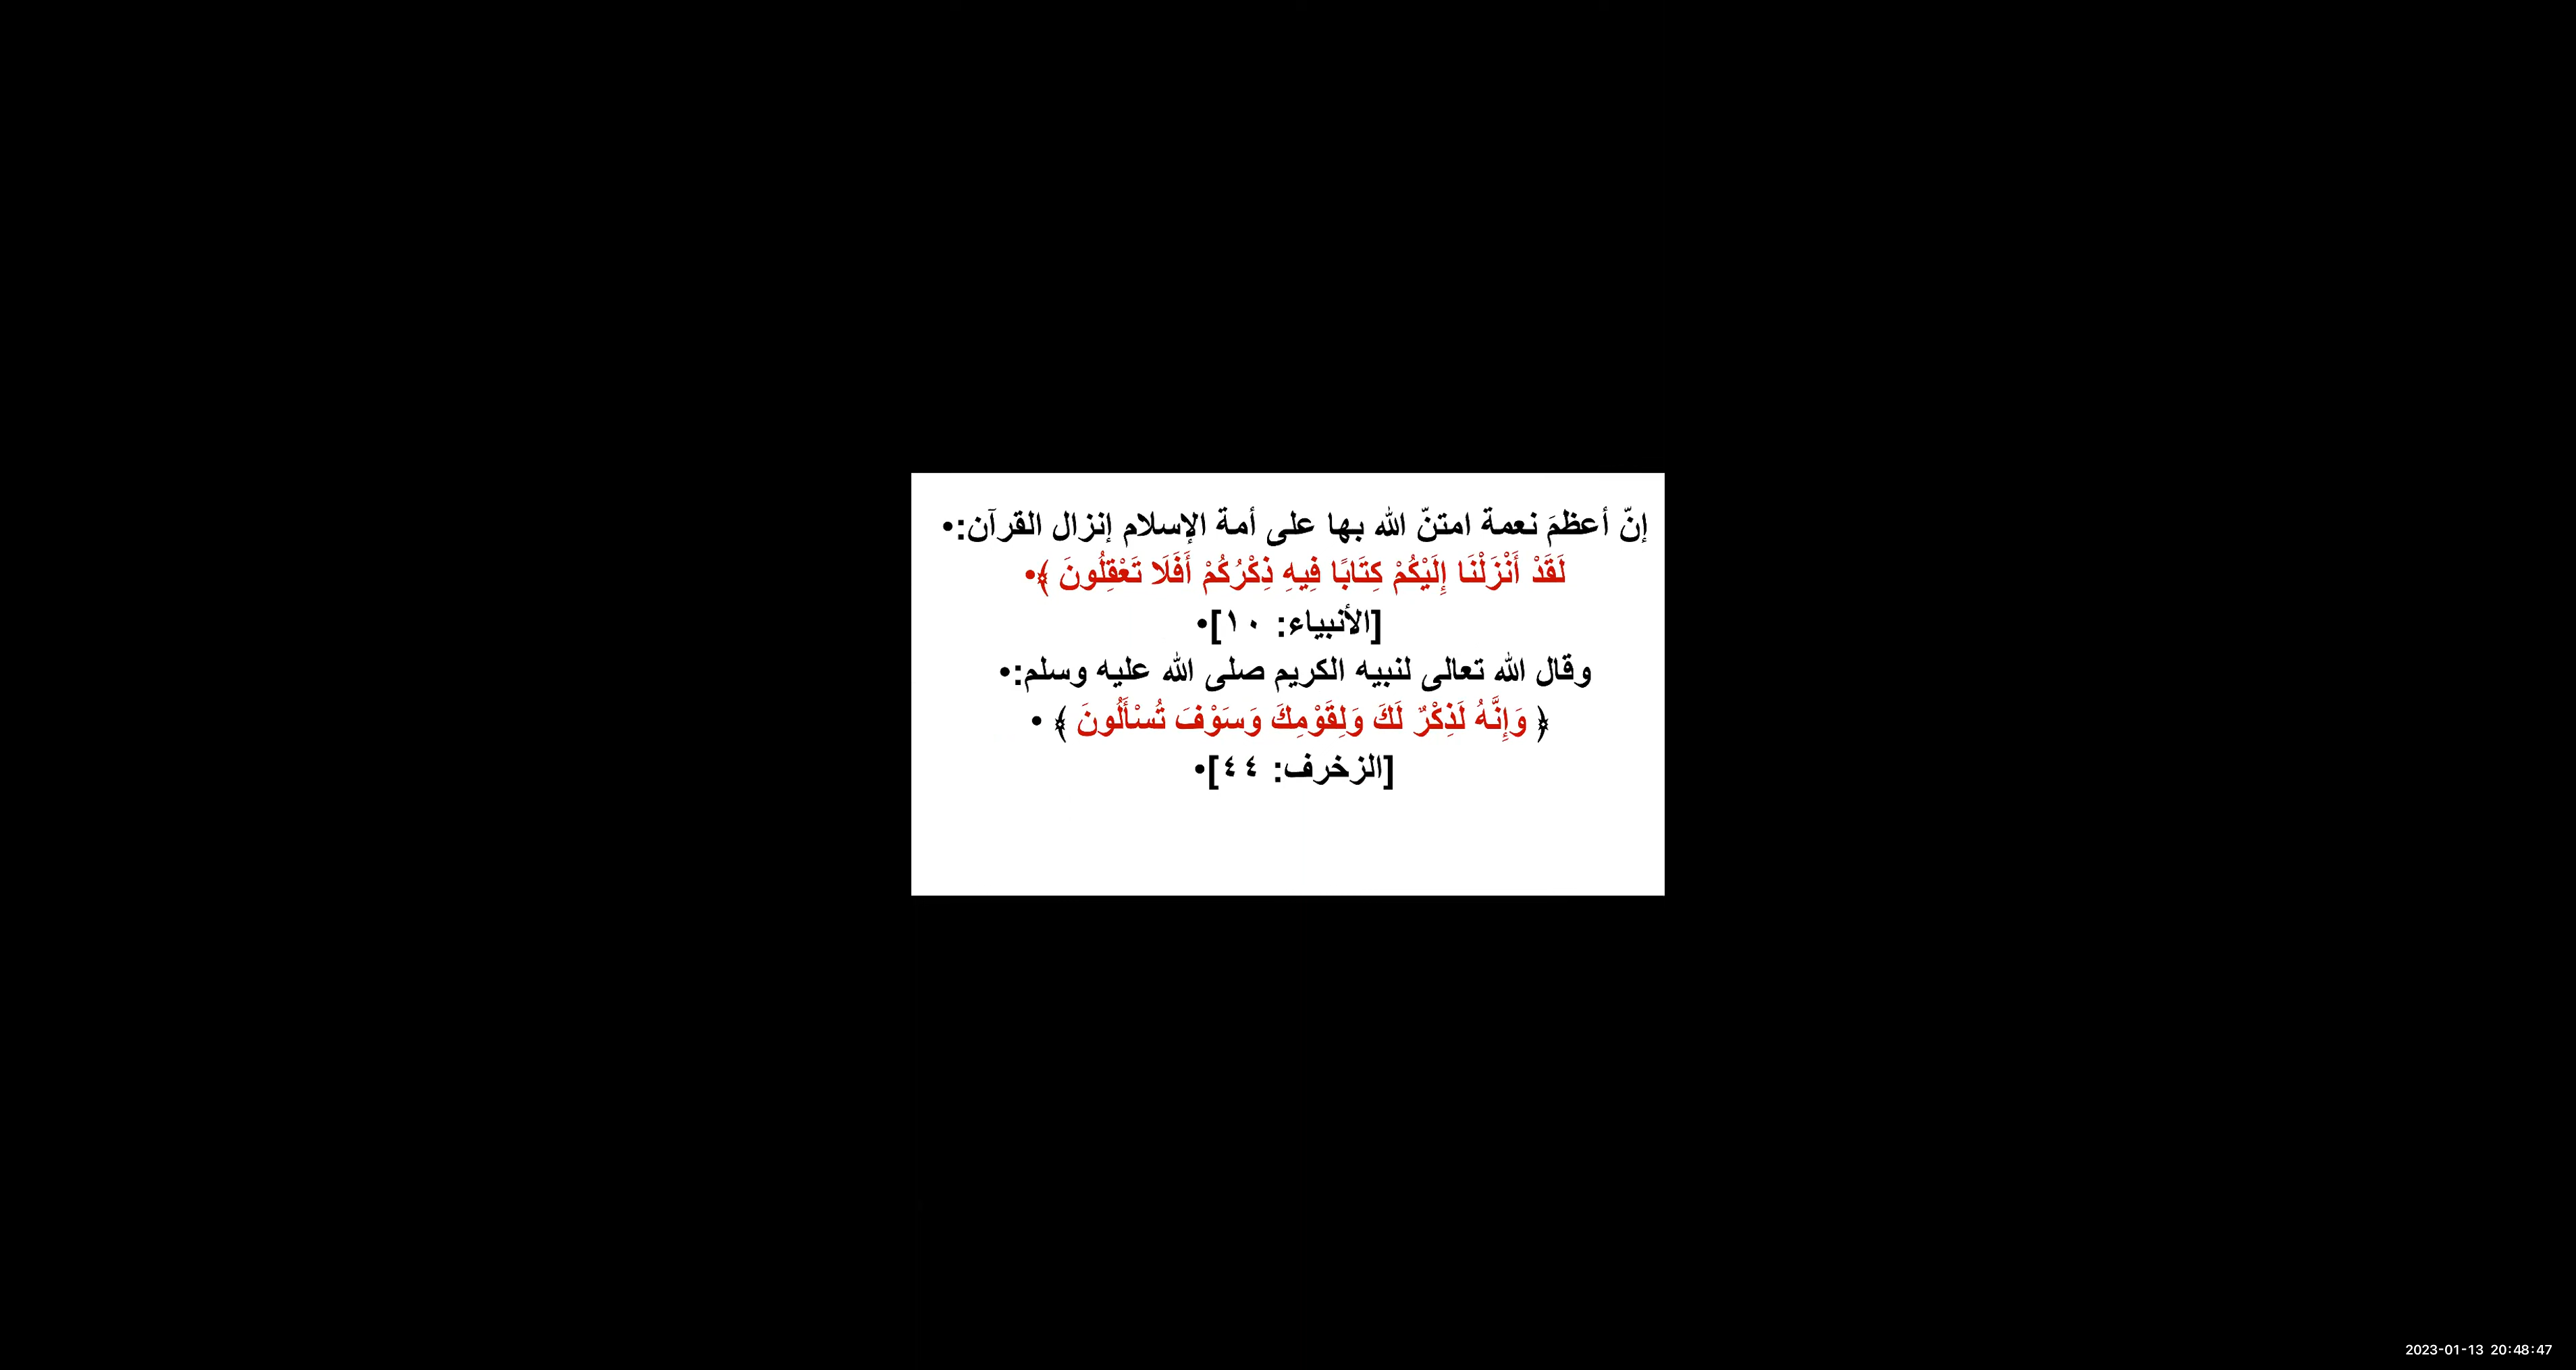 إنّ أعظمَ نعمة امتنّ الله بها على أمة الإسلام إنزال القرآن:•
لَقَدْ أَنْزَلْنَا إِلَيْكُمْ كِتَابًا فِيهِ ذِكْرُكُمْ أَفَلَا تَعْقِلُونَ ﴾•
[الأنبياء: ١٠]•
وقال الله تعالى لنبيه الكريم صلى الله عليه وسلم:•
﴿ وَإِنَّهُ لَذِكْرٌ لَكَ وَلِقَوْمِكَ وَسَوْفَ تُسْأَلُونَ ﴾ •
[الزخرف: ٤٤]•
2023-01-13 20:48:47